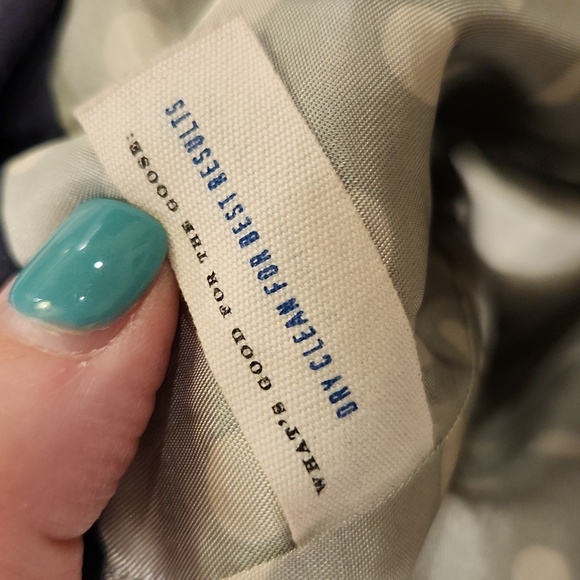 WHAT'S GOOD FOR THE GOOSE:
DRY CLEAN FOR BEST RESULTS